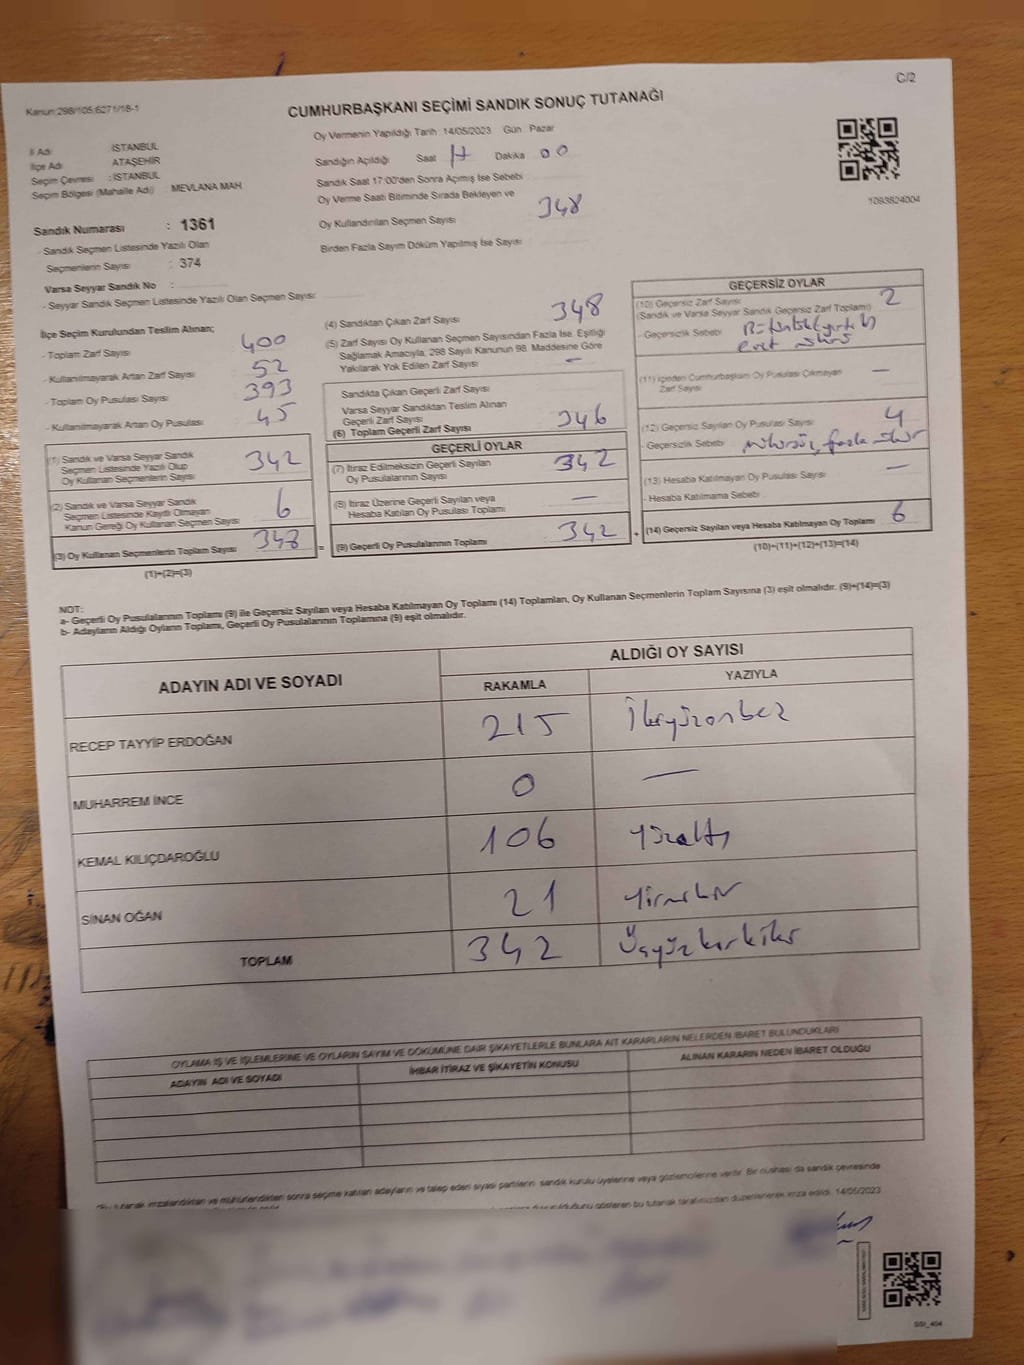 C/2
Kanun:298/105;6271/18-1
CUMHURBAŞKANI SEÇİMİ SANDIK SONUÇ TUTANAĞI
İl Adı İSTANBUL
İlçe Adı ATAŞEHİR
Seçim Çevresi : İSTANBUL
Seçim Bölgesi (Mahalle Adı) MEVLANA MAH
Sandık Numarası : 1361
- Sandık Seçmen Listesinde Yazılı Olan
Seçmenlerin Sayısı : 374
Varsa Seyyar Sandık No :
- Seyyar Sandık Seçmen Listesinde Yazılı Olan Seçmen Sayısı:
Oy Vermenin Yapıldığı Tarih 14/05/2023 Gün Pazar
Sandığın Açıldığı Saat 17 Dakika 00
Sandık Saat 17:00'den Sonra Açılmış İse Sebebi
Oy Verme Saati Bitiminde Sırada Bekleyen ve
Oy Kullandırılan Seçmen Sayısı 348
Birden Fazla Sayım Döküm Yapılmış İse Sayısı
1093824004
İlçe Seçim Kurulundan Teslim Alınan;
- Toplam Zarf Sayısı 400
- Kullanılmayarak Artan Zarf Sayısı 52
- Toplam Oy Pusulası Sayısı 393
- Kullanılmayarak Artan Oy Pusulası 45
(1) Sandık ve Varsa Seyyar Sandık
Seçmen Listesinde Yazılı Olup
Oy Kullanan Seçmenlerin Sayısı 342
(2) Sandık ve Varsa Seyyar Sandık
Seçmen Listesinde Kayıtlı Olmayan
Kanun Gereği Oy Kullanan Seçmen Sayısı 6
(3) Oy Kullanan Seçmenlerin Toplam Sayısı 348
(1)+(2)=(3)
(4) Sandıktan Çıkan Zarf Sayısı 348
(5) Zarf Sayısı Oy Kullanan Seçmen Sayısından Fazla İse, Eşitliği
Sağlamak Amacıyla, 298 Sayılı Kanunun 98. Maddesine Göre
Yakılarak Yok Edilen Zarf Sayısı —
Sandıkta Çıkan Geçerli Zarf Sayısı
Varsa Seyyar Sandıktan Teslim Alınan
Geçerli Zarf Sayısı
(6) Toplam Geçerli Zarf Sayısı 346
GEÇERLİ OYLAR
(7) İtiraz Edilmeksizin Geçerli Sayılan
Oy Pusulalarının Sayısı 342
(8) İtiraz Üzerine Geçerli Sayılan veya
Hesaba Katılan Oy Pusulası Toplamı —
= (9) Geçerli Oy Pusulalarının Toplamı 342
GEÇERSİZ OYLAR
(10) Geçersiz Zarf Sayısı 2
(Sandık ve Varsa Seyyar Sandık Geçersiz Zarf Toplamı)
- Geçersizlik Sebebi
evet mührü
(11) İçinden Cumhurbaşkanı Oy Pusulası Çıkmayan —
Zarf Sayısı
(12) Geçersiz Sayılan Oy Pusulası Sayısı 4
- Geçersizlik Sebebi mühürsüz, fazla mühür
(13) Hesaba Katılmayan Oy Pusulası Sayısı —
- Hesaba Katılmama Sebebi
+ (14) Geçersiz Sayılan veya Hesaba Katılmayan Oy Toplamı 6
(10)+(11)+(12)+(13)=(14)
NOT:
a- Geçerli Oy Pusulalarının Toplamı (9) ile Geçersiz Sayılan veya Hesaba Katılmayan Oy Toplamı (14) Toplamları, Oy Kullanan Seçmenlerin Toplam Sayısına (3) eşit olmalıdır. (9)+(14)=(3)
b- Adayların Aldığı Oyların Toplamı, Geçerli Oy Pusulalarının Toplamına (9) eşit olmalıdır.
ADAYIN ADI VE SOYADI
ALDIĞI OY SAYISI
RAKAMLA YAZIYLA
RECEP TAYYİP ERDOĞAN 215 İkiyüzonbeş
MUHARREM İNCE 0 —
KEMAL KILIÇDAROĞLU 106 Yüzaltı
SİNAN OĞAN 21 Yirmibir
TOPLAM 342 Üçyüzkırkiki
OYLAMA İŞ VE İŞLEMLERİNE VE OYLARIN SAYIM VE DÖKÜMÜNE DAİR ŞİKAYETLERLE BUNLARA AİT KARARLARIN NELERDEN İBARET BULUNDUKLARI
ADAYIN ADI VE SOYADI İHBAR İTİRAZ VE ŞİKAYETİN KONUSU ALINAN KARARIN NEDEN İBARET OLDUĞU
İşbu tutanak imzalandıktan ve mühürlendikten sonra seçime katılan adayların ve talep eden siyasi partilerin sandık kurulu üyelerine veya gözlemcilerine verilir. Bir nüshası da sandık çevresinde
gösteren bu tutanak tarafımızdan düzenlenerek imza edildi. 14/05/2023
SSI_404